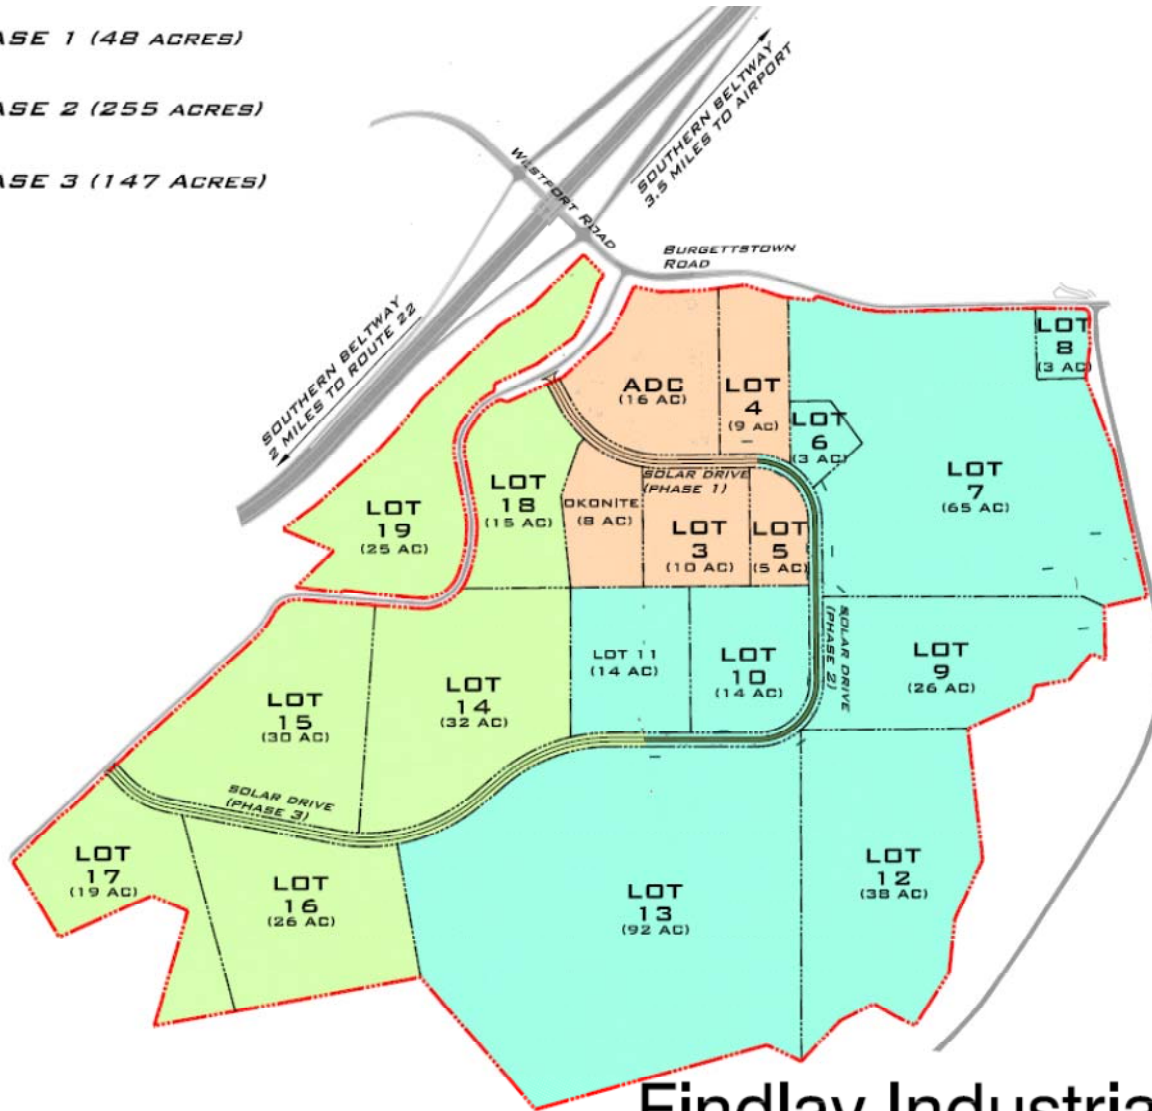 ASE 1 (48 ACRES)
ASE 2 (255 ACRES)
ASE 3 (147 ACRES)
SOUTHERN BELTWAY
3.5 MILES TO AIRPORT
WESTPORT ROAD
BURGETTSTOWN
ROAD
SOUTHERN BELTWAY
2 MILES TO ROUTE 22
LOT
8
(3 AC)
ADC
(16 AC)
LOT
4
(9 AC)
LOT
6
(3 AC)
LOT
7
(65 AC)
LOT
19
(25 AC)
LOT
18
(15 AC)
OKONITE
(8 AC)
SOLAR DRIVE
(PHASE 1)
LOT
3
(10 AC)
LOT
5
(5 AC)
SOLAR DRIVE
(PHASE 2)
LOT 11
(14 AC)
LOT
10
(14 AC)
LOT
9
(26 AC)
LOT
15
(30 AC)
LOT
14
(32 AC)
SOLAR DRIVE
(PHASE 3)
LOT
17
(19 AC)
LOT
16
(26 AC)
LOT
13
(92 AC)
LOT
12
(38 AC)
Findlay Industria